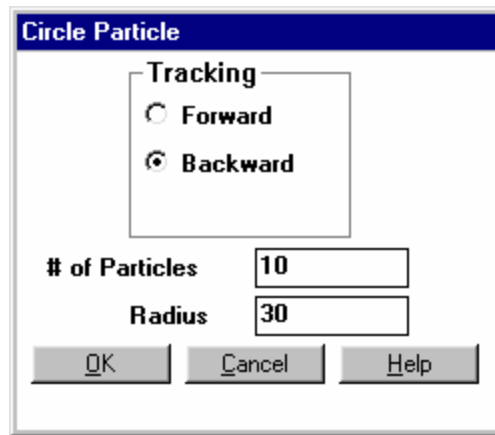 Circle Particle
Tracking
Forward
Backward
# of Particles 10
Radius 30
OK Cancel Help